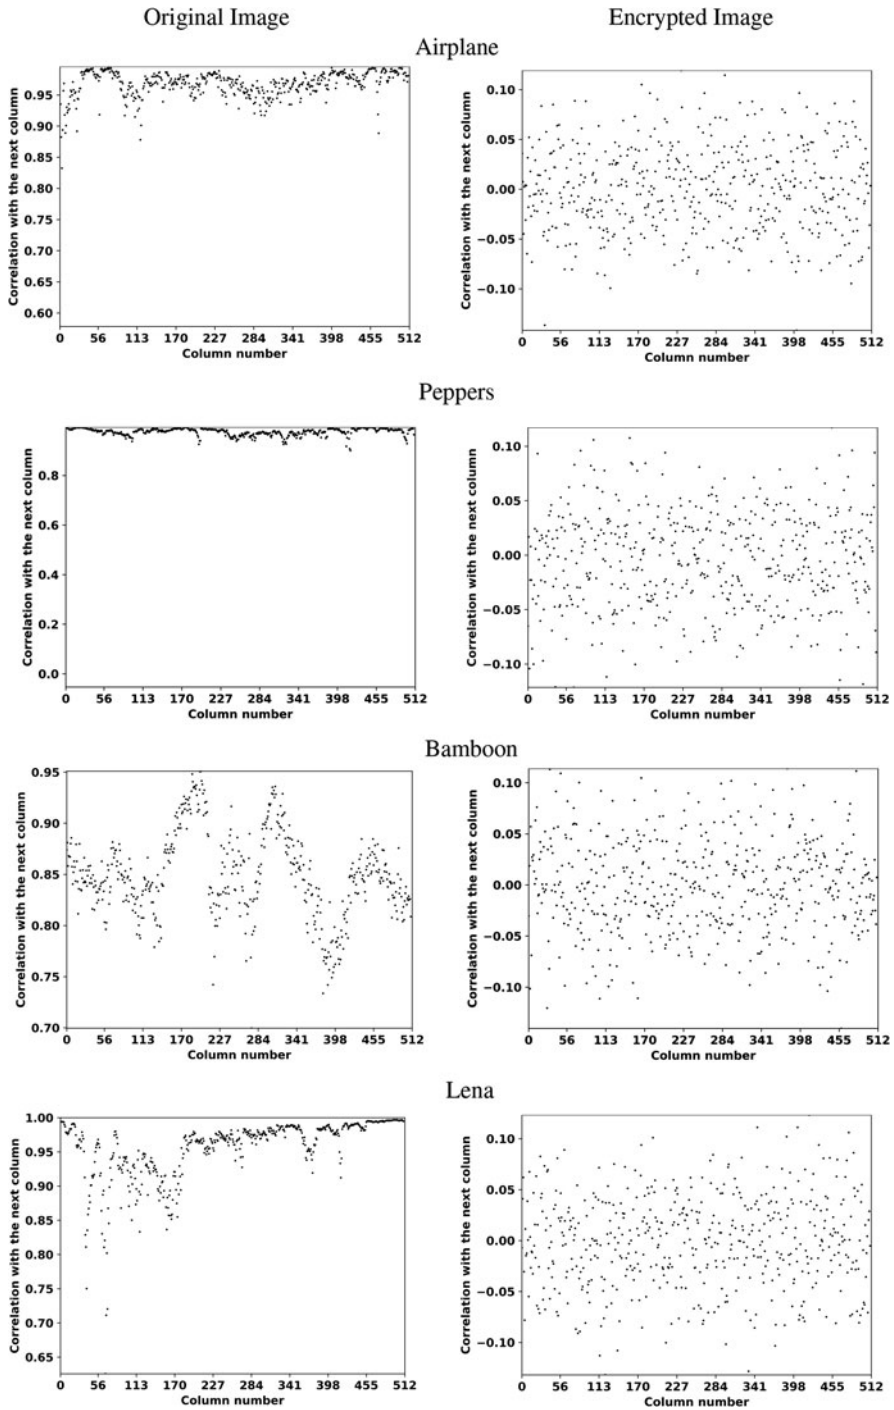 Original Image
Encrypted Image
Airplane
Correlation with the next column
0.95
0.90
0.85
0.80
0.75
0.70
0.65
0.60
0 56 113 170 227 284 341 398 455 512
Column number
Correlation with the next column
0.10
0.05
0.00
−0.05
−0.10
0 56 113 170 227 284 341 398 455 512
Column number
Peppers
Correlation with the next column
0.8
0.6
0.4
0.2
0.0
0 56 113 170 227 284 341 398 455 512
Column number
Correlation with the next column
0.10
0.05
0.00
−0.05
−0.10
0 56 113 170 227 284 341 398 455 512
Column number
Bamboon
Correlation with the next column
0.95
0.90
0.85
0.80
0.75
0.70
0 56 113 170 227 284 341 398 455 512
Column number
Correlation with the next column
0.10
0.05
0.00
−0.05
−0.10
0 56 113 170 227 284 341 398 455 512
Column number
Lena
Correlation with the next column
1.00
0.95
0.90
0.85
0.80
0.75
0.70
0.65
0 56 113 170 227 284 341 398 455 512
Column number
Correlation with the next column
0.10
0.05
0.00
−0.05
−0.10
0 56 113 170 227 284 341 398 455 512
Column number